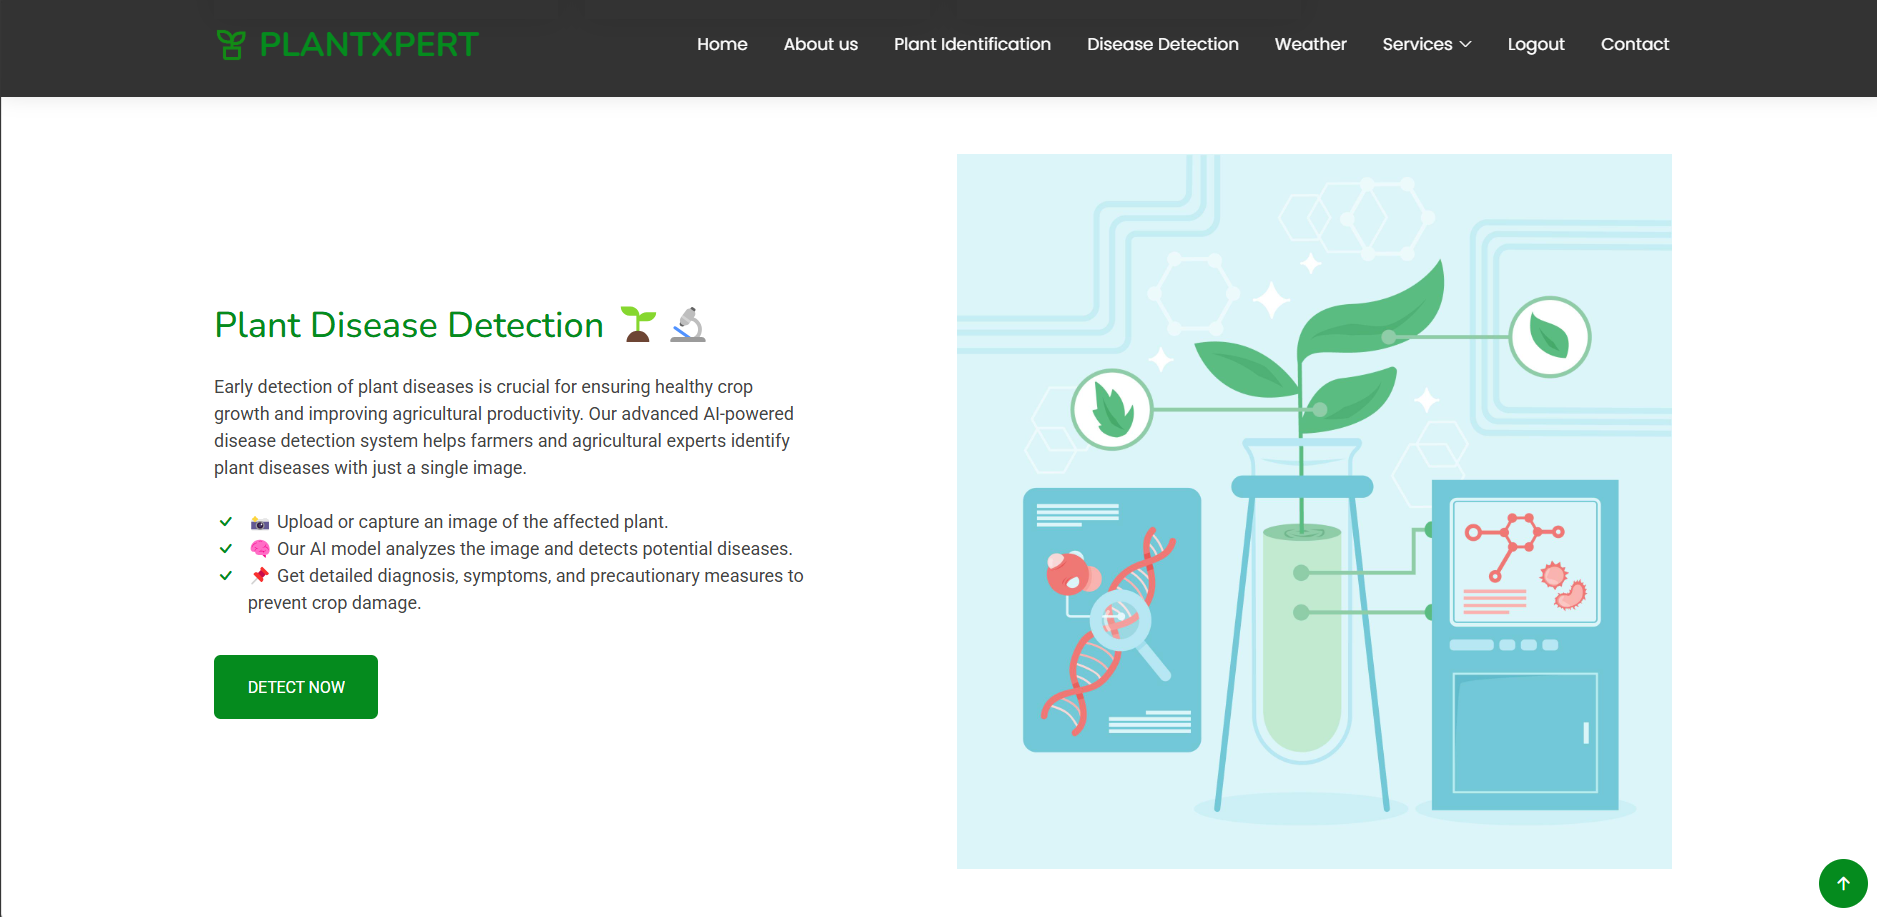 PLANTXPERT
Home
About us
Plant Identification
Disease Detection
Weather
Services
Logout
Contact
Plant Disease Detection 🌱 🔬
Early detection of plant diseases is crucial for ensuring healthy crop
growth and improving agricultural productivity. Our advanced AI-powered
disease detection system helps farmers and agricultural experts identify
plant diseases with just a single image.
📸 Upload or capture an image of the affected plant.
🧠 Our AI model analyzes the image and detects potential diseases.
📌 Get detailed diagnosis, symptoms, and precautionary measures to
prevent crop damage.
DETECT NOW